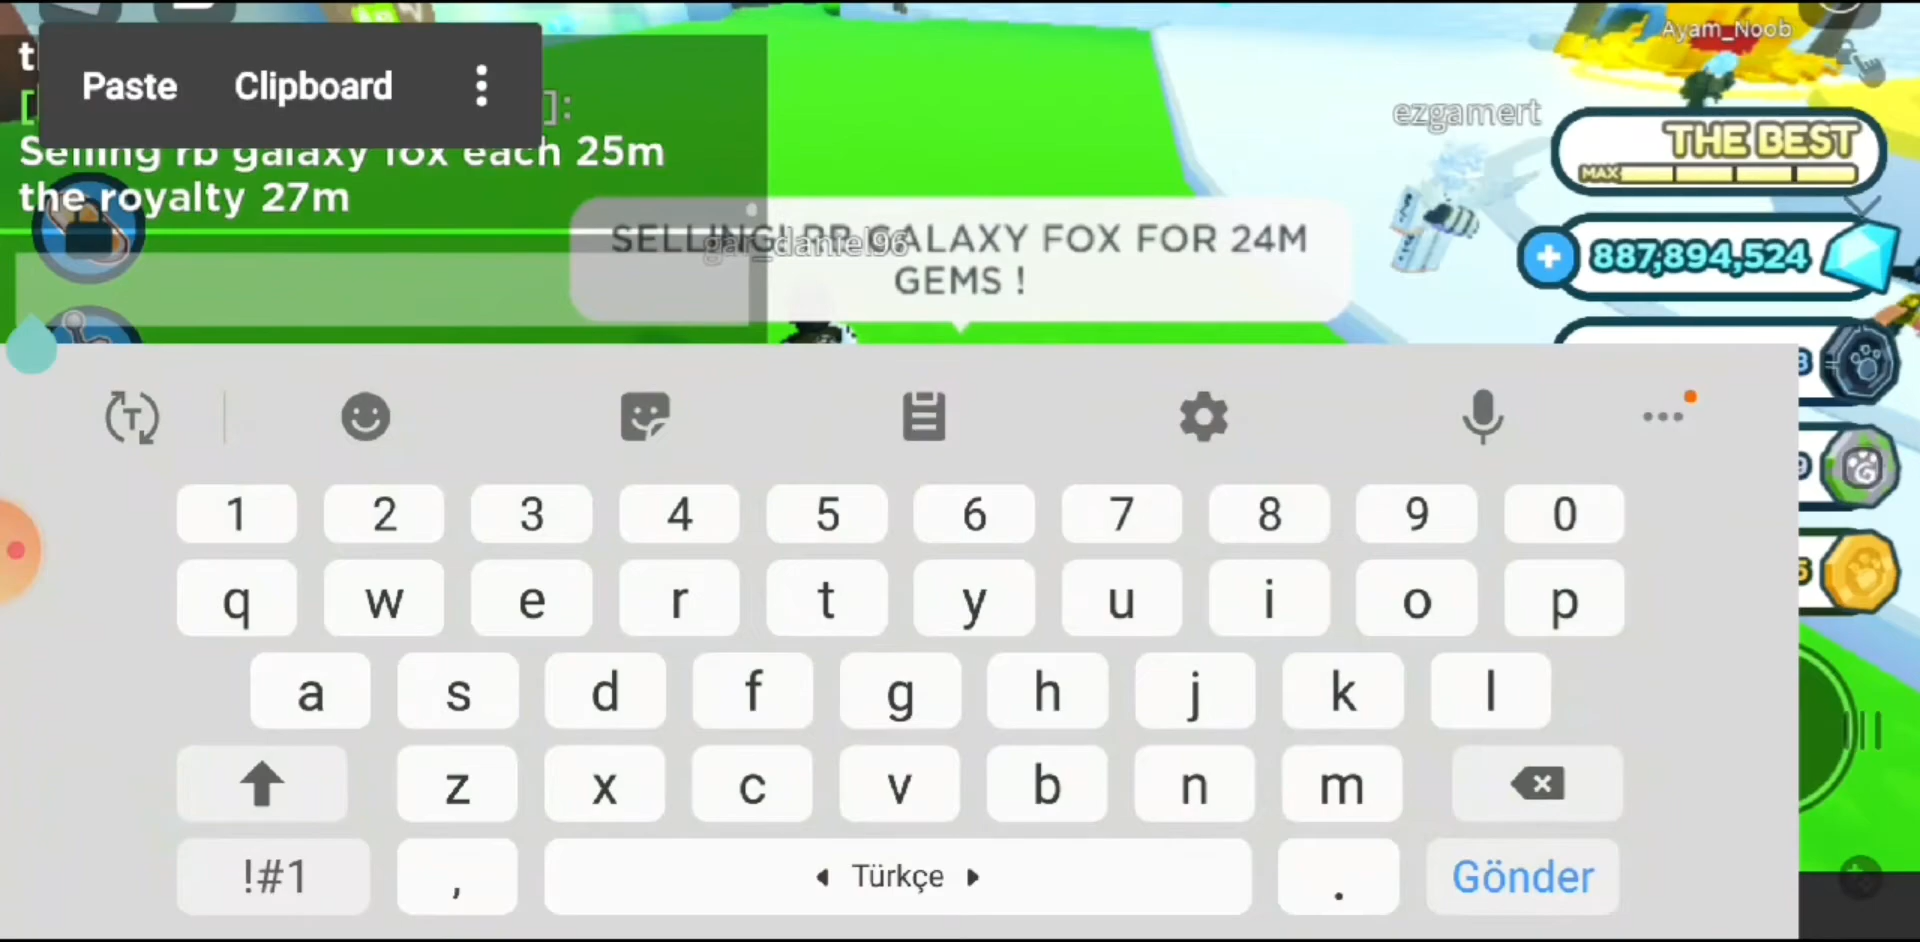 Ayam_Noob
Paste Clipboard
]:
Selling rb galaxy fox each 25m
the royalty 27m
ezgamert
THE BEST
MAX
SELLING! RB GALAXY FOX FOR 24M
GEMS !
887,894,524
1 2 3 4 5 6 7 8 9 0
q w e r t y u i o p
a s d f g h j k l
z x c v b n m
!#1 , Türkçe . Gönder